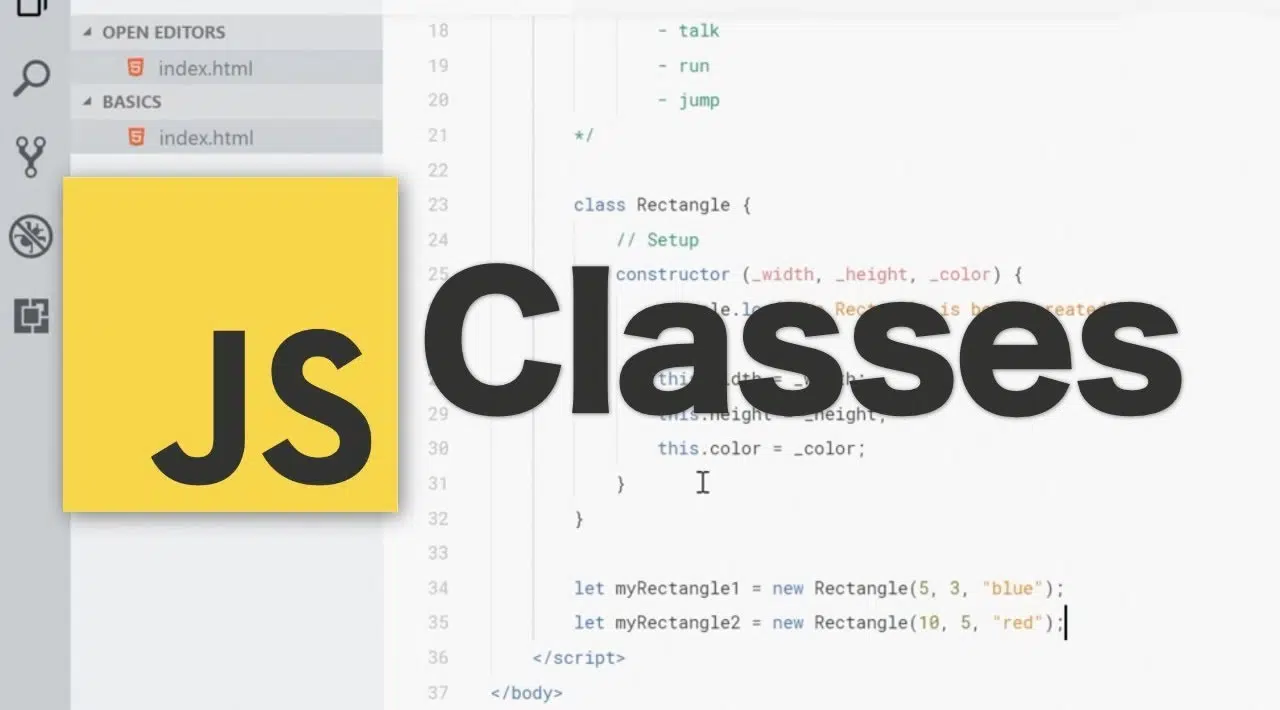 OPEN EDITORS
index.html
BASICS
index.html
JS
Classes
18 - talk
19 - run
20 - jump
21 */
22
23 class Rectangle {
24 // Setup
25 constructor (_width, _height, _color) {
29 this.height = _height;
30 this.color = _color;
31 }
32 }
33
34 let myRectangle1 = new Rectangle(5, 3, "blue");
35 let myRectangle2 = new Rectangle(10, 5, "red");
36 </script>
37 </body>